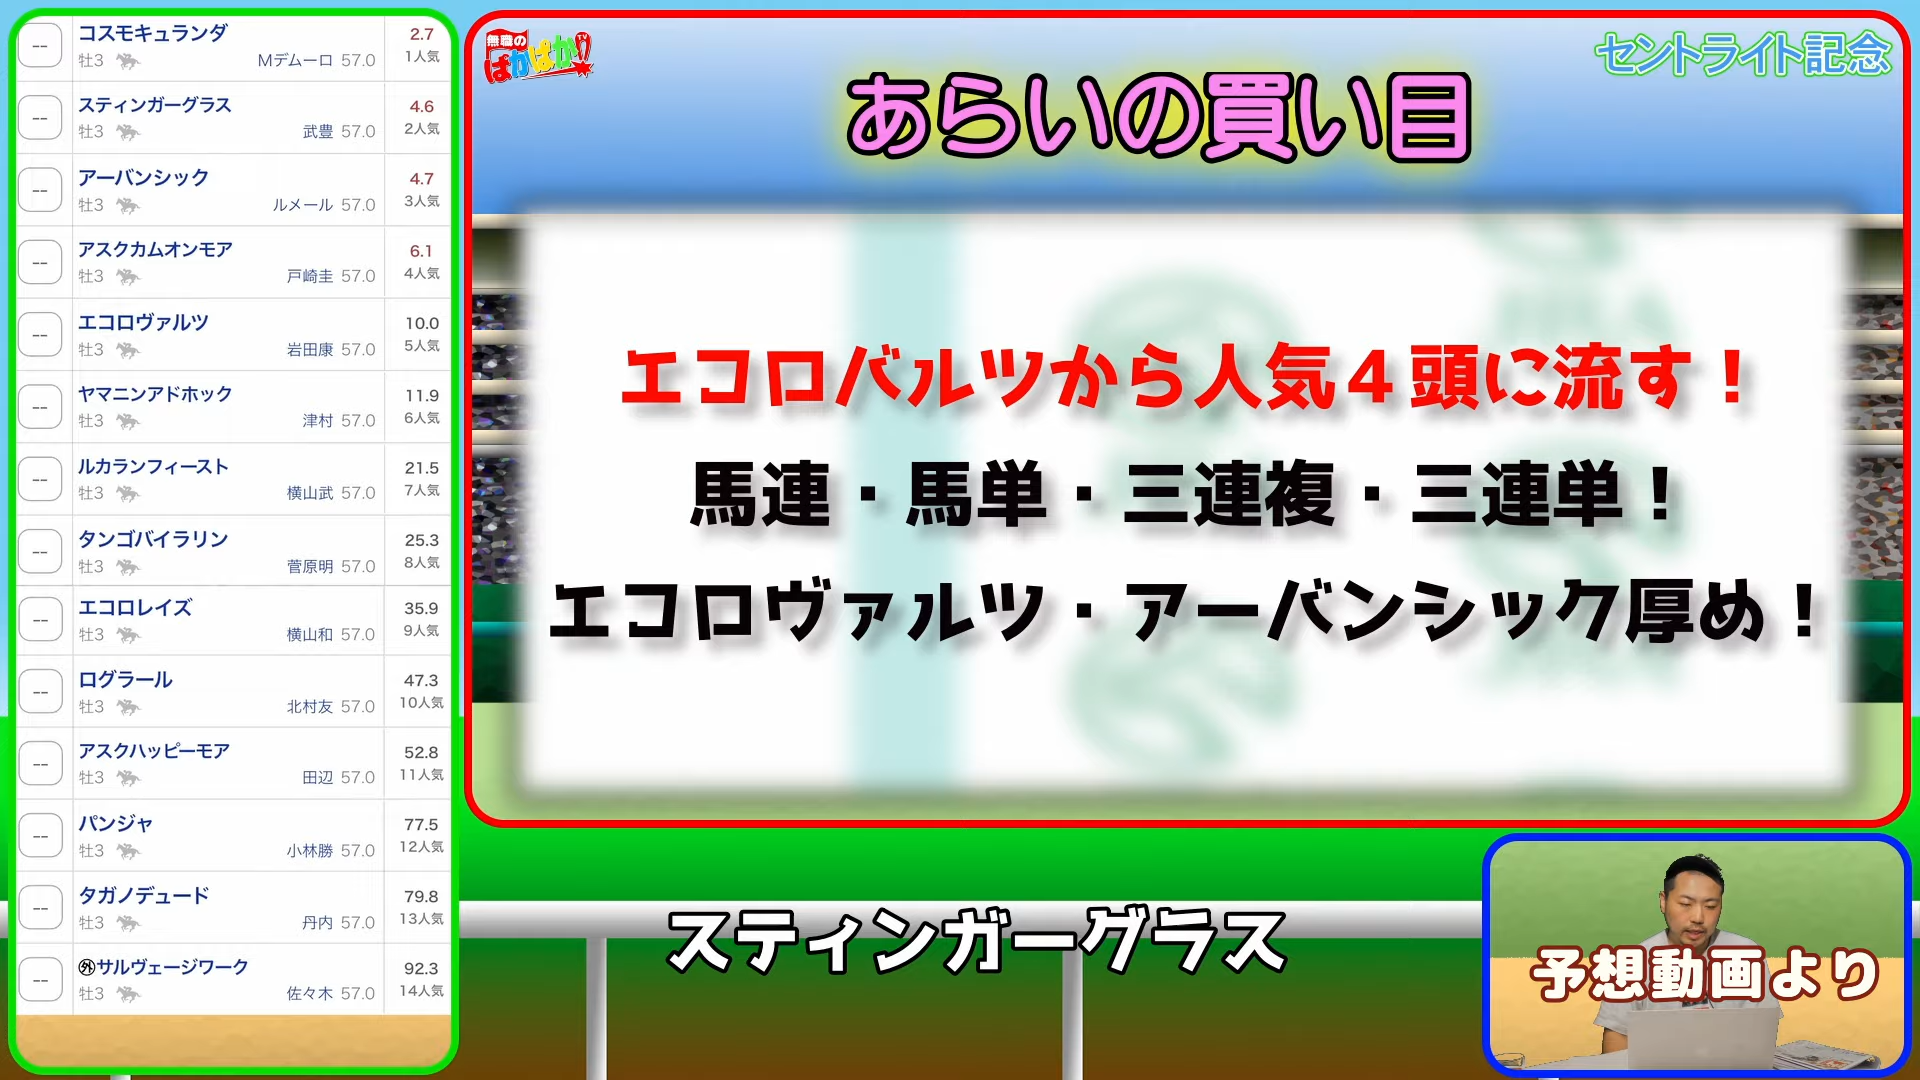 -- コスモキュランダ 2.7
牡3 Mデムーロ 57.0 1人気
-- スティンガーグラス 4.6
牡3 武豊 57.0 2人気
-- アーバンシック 4.7
牡3 ルメール 57.0 3人気
-- アスクカムオンモア 6.1
牡3 戸崎圭 57.0 4人気
-- エコロヴァルツ 10.0
牡3 岩田康 57.0 5人気
-- ヤマニンアドホック 11.9
牡3 津村 57.0 6人気
-- ルカランフィースト 21.5
牡3 横山武 57.0 7人気
-- タンゴバイラリン 25.3
牡3 菅原明 57.0 8人気
-- エコロレイズ 35.9
牡3 横山和 57.0 9人気
-- ログラール 47.3
牡3 北村友 57.0 10人気
-- アスクハッピーモア 52.8
牡3 田辺 57.0 11人気
-- パンジャ 77.5
牡3 小林勝 57.0 12人気
-- タガノデュード 79.8
牡3 丹内 57.0 13人気
-- ㊕サルヴェージワーク 92.3
牡3 佐々木 57.0 14人気
無職の
ぱかぱかTV
セントライト記念
あらいの買い目
エコロバルツから人気４頭に流す！
馬連・馬単・三連複・三連単！
エコロヴァルツ・アーバンシック厚め！
スティンガーグラス
予想動画より